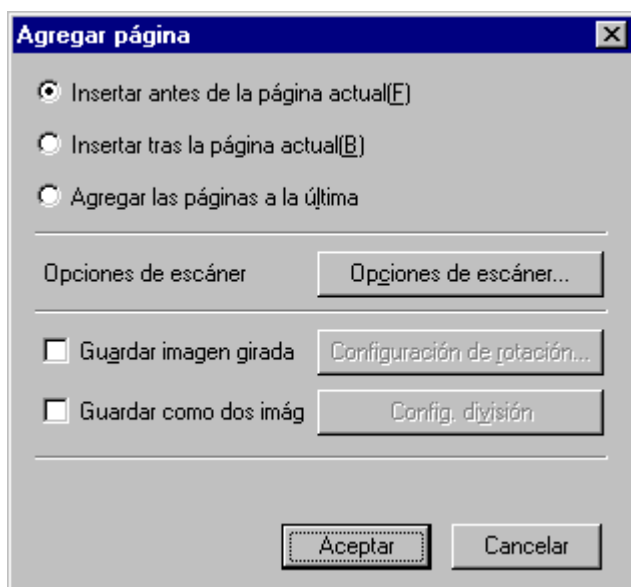 Agregar página
Insertar antes de la página actual(F)
Insertar tras la página actual(B)
Agregar las páginas a la última
Opciones de escáner Opciones de escáner...
Guardar imagen girada Configuración de rotación...
Guardar como dos imág Config. división
Aceptar Cancelar